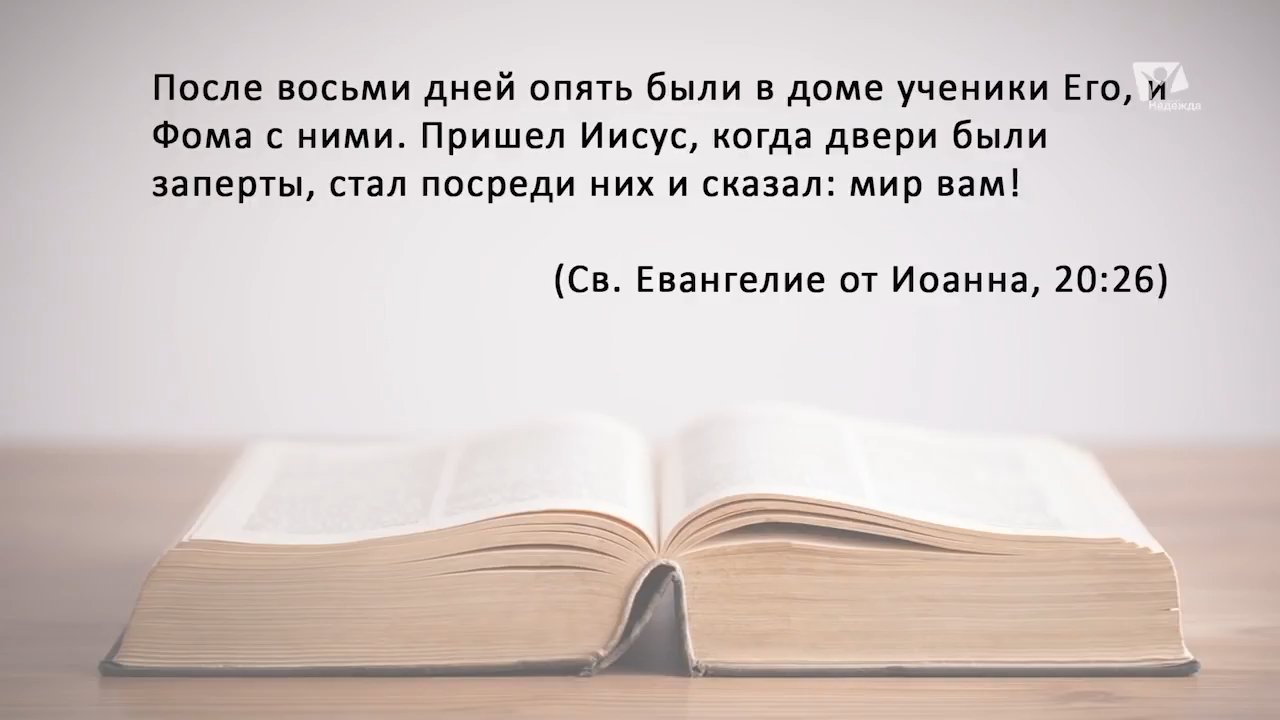 После восьми дней опять были в доме ученики Его, и
Фома с ними. Пришел Иисус, когда двери были
заперты, стал посреди них и сказал: мир вам!
(Св. Евангелие от Иоанна, 20:26)
Надежда